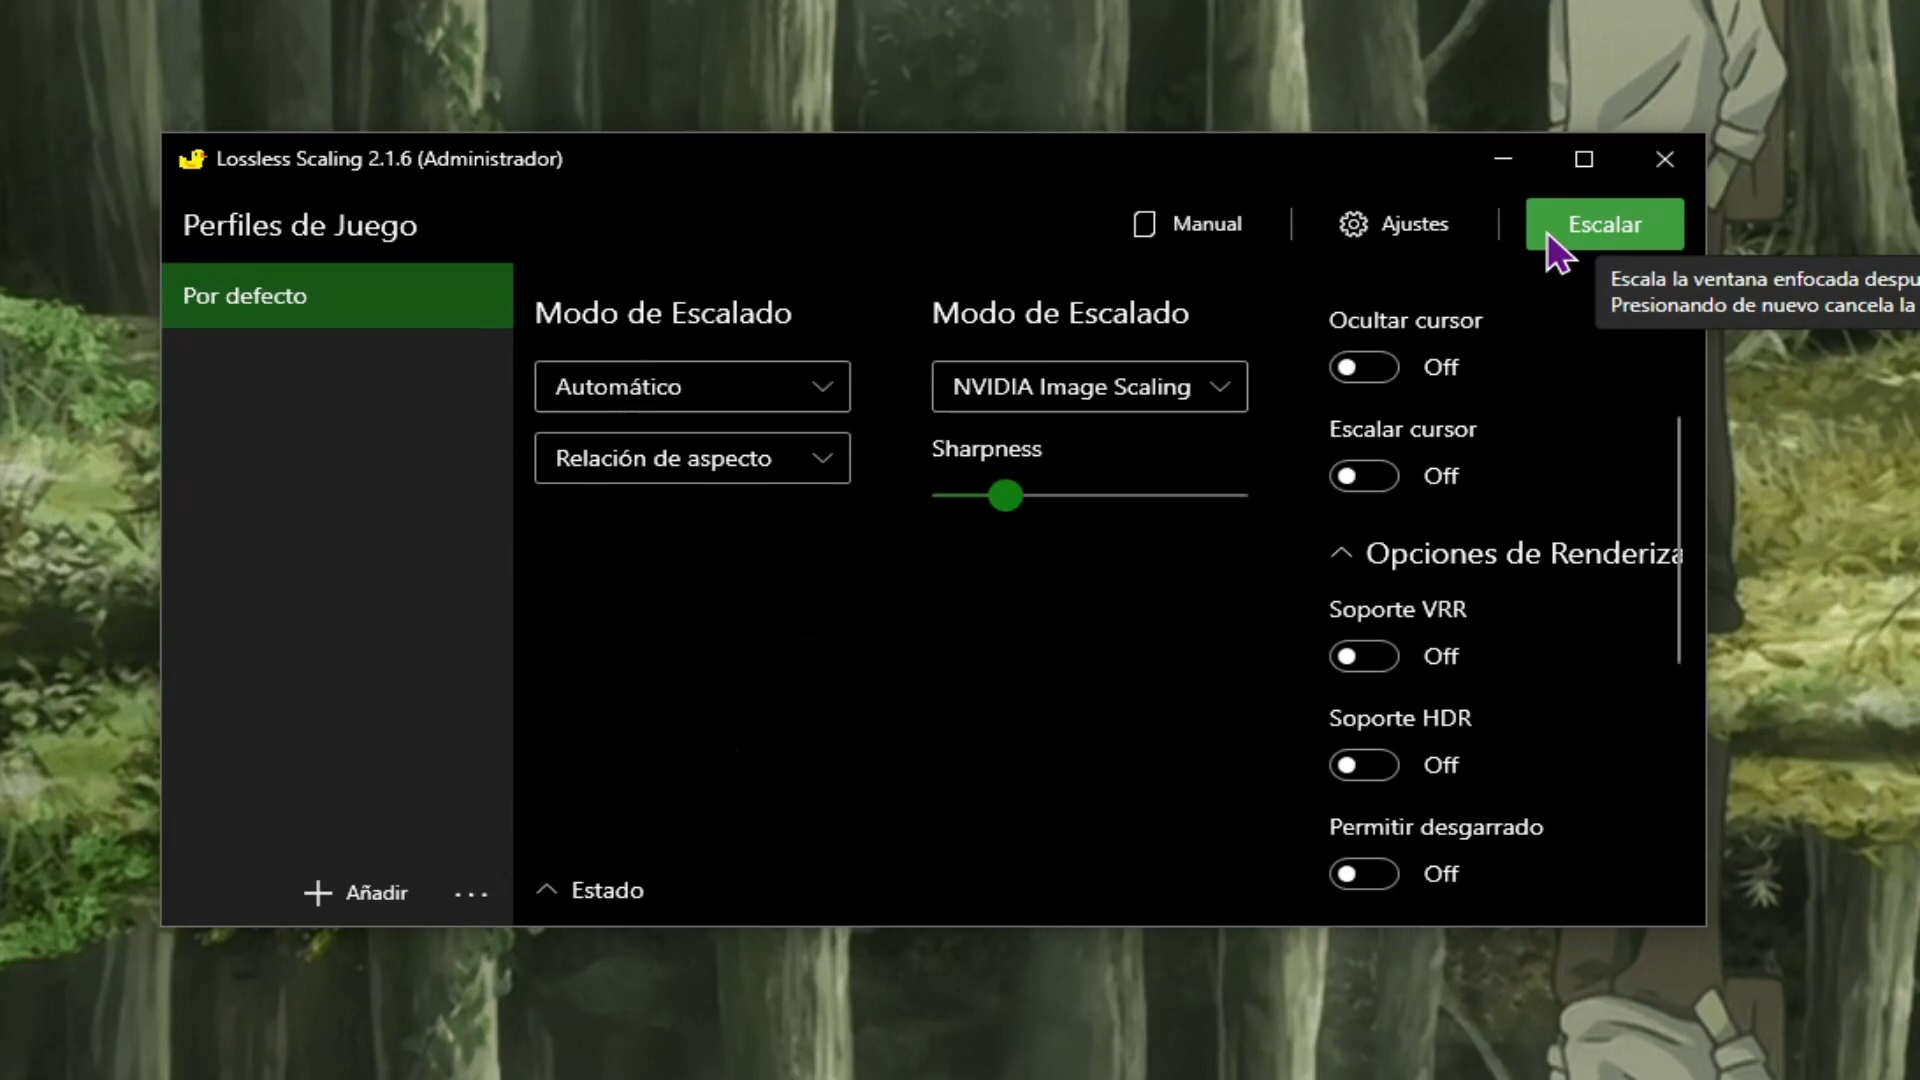 Lossless Scaling 2.1.6 (Administrador)
Perfiles de Juego
Manual
Ajustes
Escalar
Escala la ventana enfocada
Presionando de nuevo cancela la
Por defecto
Modo de Escalado
Automático
Relación de aspecto
Modo de Escalado
NVIDIA Image Scaling
Sharpness
Ocultar cursor
Off
Escalar cursor
Off
Opciones de
Soporte VRR
Off
Soporte HDR
Off
Permitir desgarrado
Off
Añadir
...
Estado